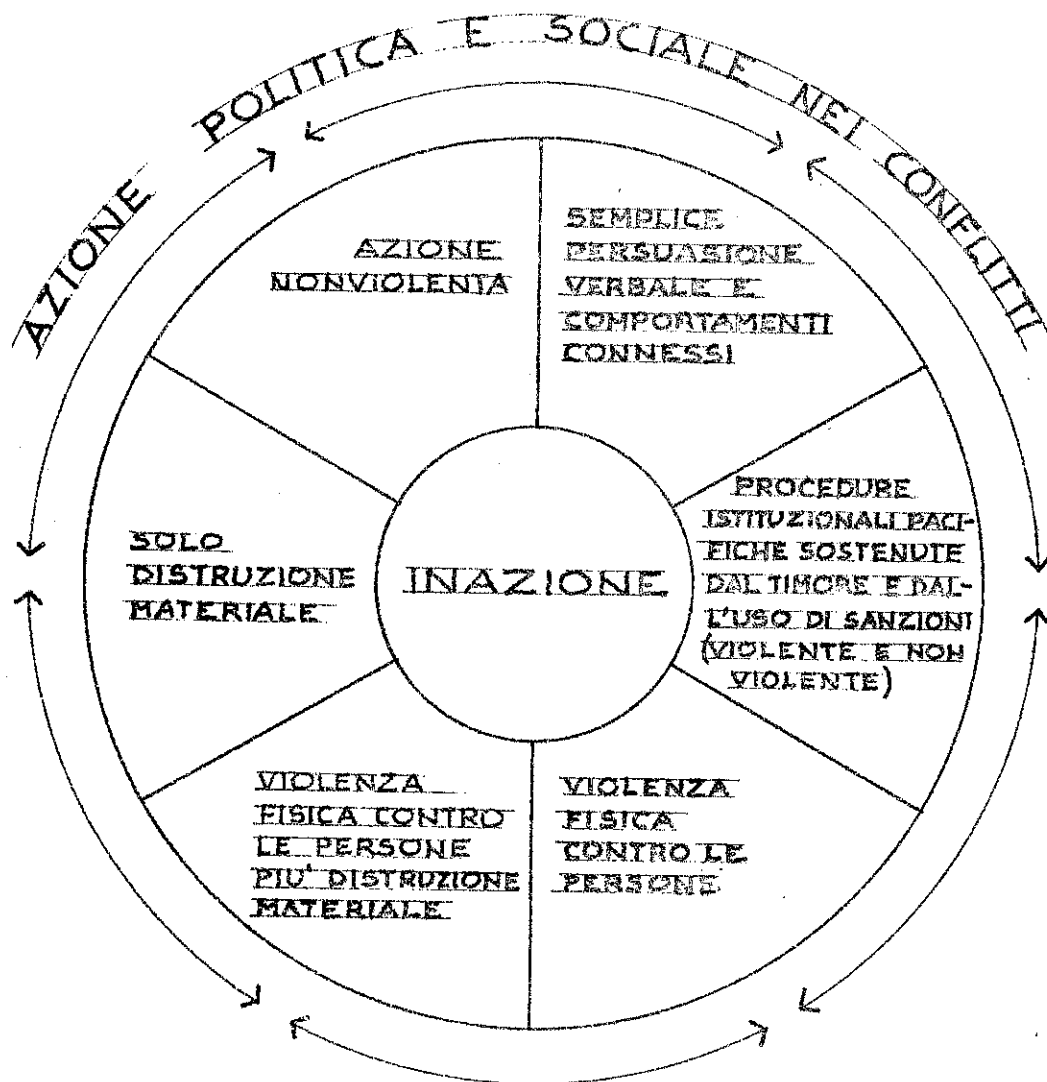 AZIONE POLITICA E SOCIALE NEI CONFLITTI
AZIONE
NONVIOLENTA
SEMPLICE
PERSUASIONE
VERBALE E
COMPORTAMENTI
CONNESSI
PROCEDURE
ISTITUZIONALI PACI-
FICHE SOSTENUTE
DAL TIMORE E DAL-
L'USO DI SANZIONI
(VIOLENTE E NON
VIOLENTE)
SOLO
DISTRUZIONE
MATERIALE
INAZIONE
VIOLENZA
FISICA CONTRO
LE PERSONE
PIU' DISTRUZIONE
MATERIALE
VIOLENZA
FISICA
CONTRO LE
PERSONE